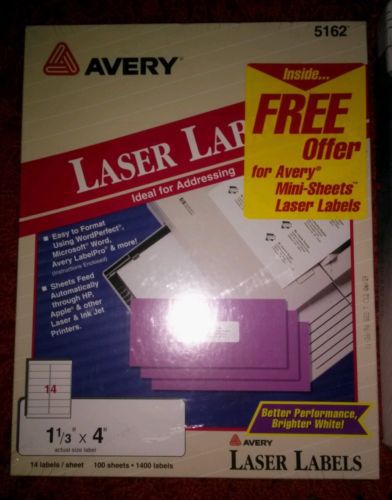 5162
AVERY
Inside...
FREE
Offer
for Avery®
Mini-Sheets™
Laser Labels
LASER LAB
Ideal for Addressing
• Easy to Format
Using WordPerfect,
Microsoft Word,
Avery LabelPro® & more!
(Instructions Enclosed)
• Sheets Feed
Automatically
through HP,
Apple® & other
Laser & Ink Jet
Printers.
14
1 1/3" x 4"
actual size label
Better Performance,
Brighter White!
14 labels / sheet 100 sheets • 1400 labels
AVERY
LASER LABELS